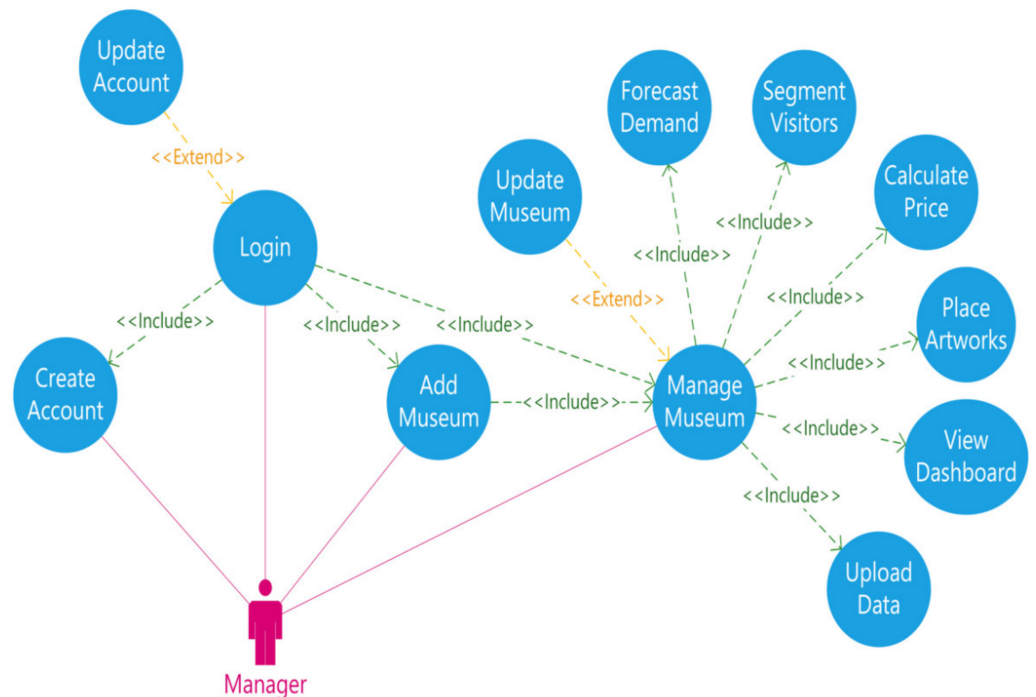 Update
Account
<<Extend>>
Login
<<Include>>
<<Include>>
<<Include>>
Create
Account
Add
Museum
<<Include>>
Update
Museum
<<Extend>>
Manage
Museum
Forecast
Demand
<<Include>>
Segment
Visitors
<<Include>>
Calculate
Price
<<Include>>
Place
Artworks
<<Include>>
View
Dashboard
<<Include>>
Upload
Data
<<Include>>
Manager